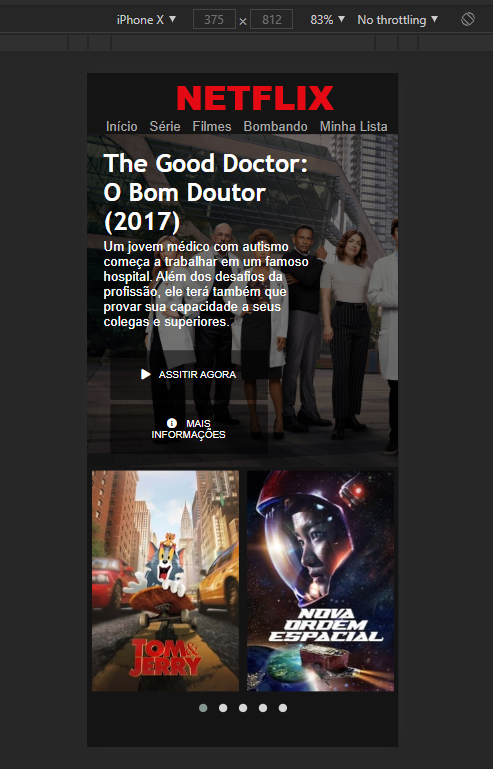 iPhone X ▼ 375 × 812 83% ▼ No throttling ▼
NETFLIX
Início Série Filmes Bombando Minha Lista
The Good Doctor:
O Bom Doutor
(2017)
Um jovem médico com autismo
começa a trabalhar em um famoso
hospital. Além dos desafios da
profissão, ele terá também que
provar sua capacidade a seus
colegas e superiores.
ASSITIR AGORA
MAIS
INFORMAÇÕES
TOM&
JERRY
NOVA
ORDEM
ESPACIAL